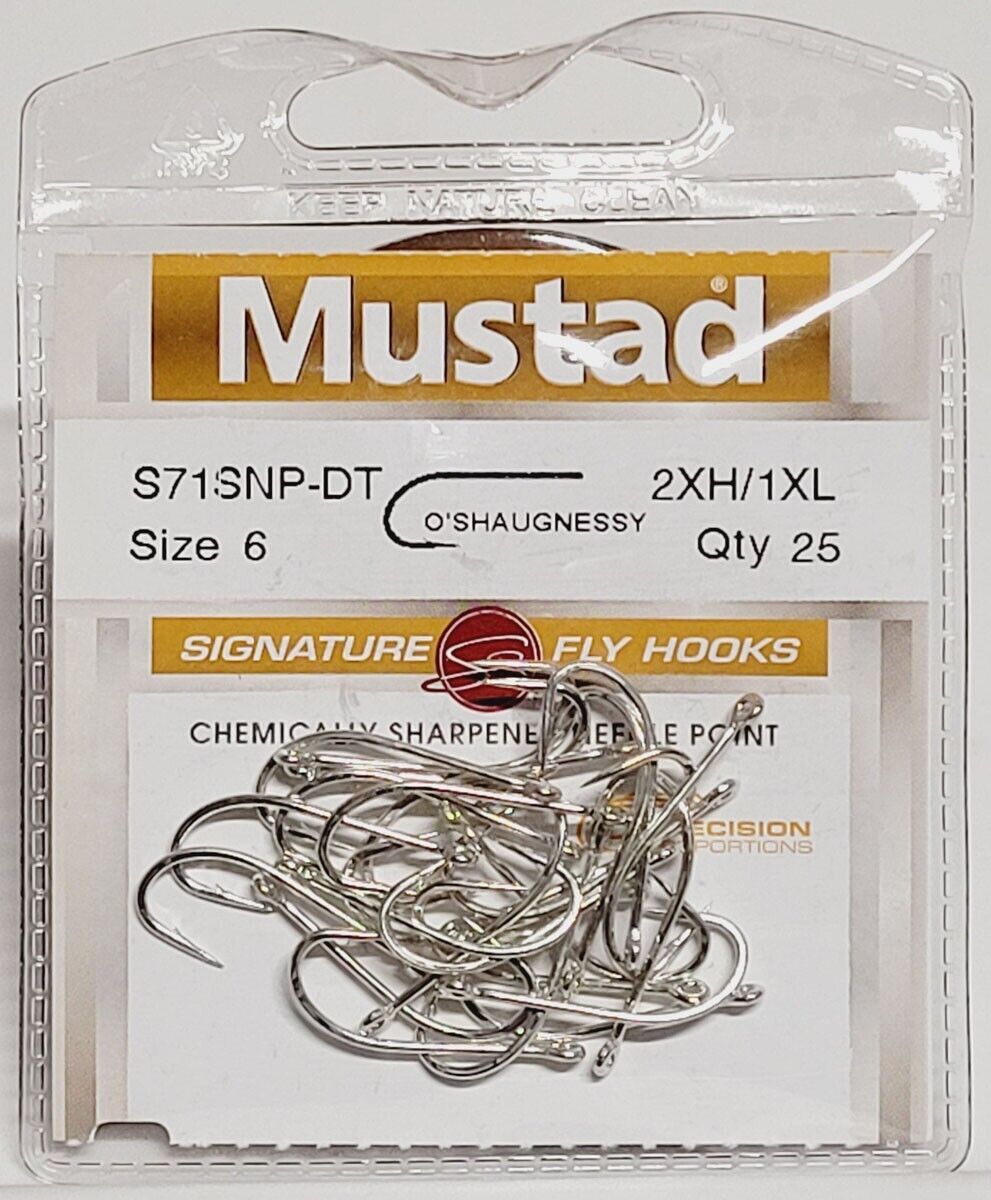 KEEP NATURE CLEAN
Mustad®
S71SNP-DT
2XH/1XL
O'SHAUGNESSY
Size 6
Qty 25
SIGNATURE FLY HOOKS
CHEMICALLY SHARPENED NEEDLE POINT